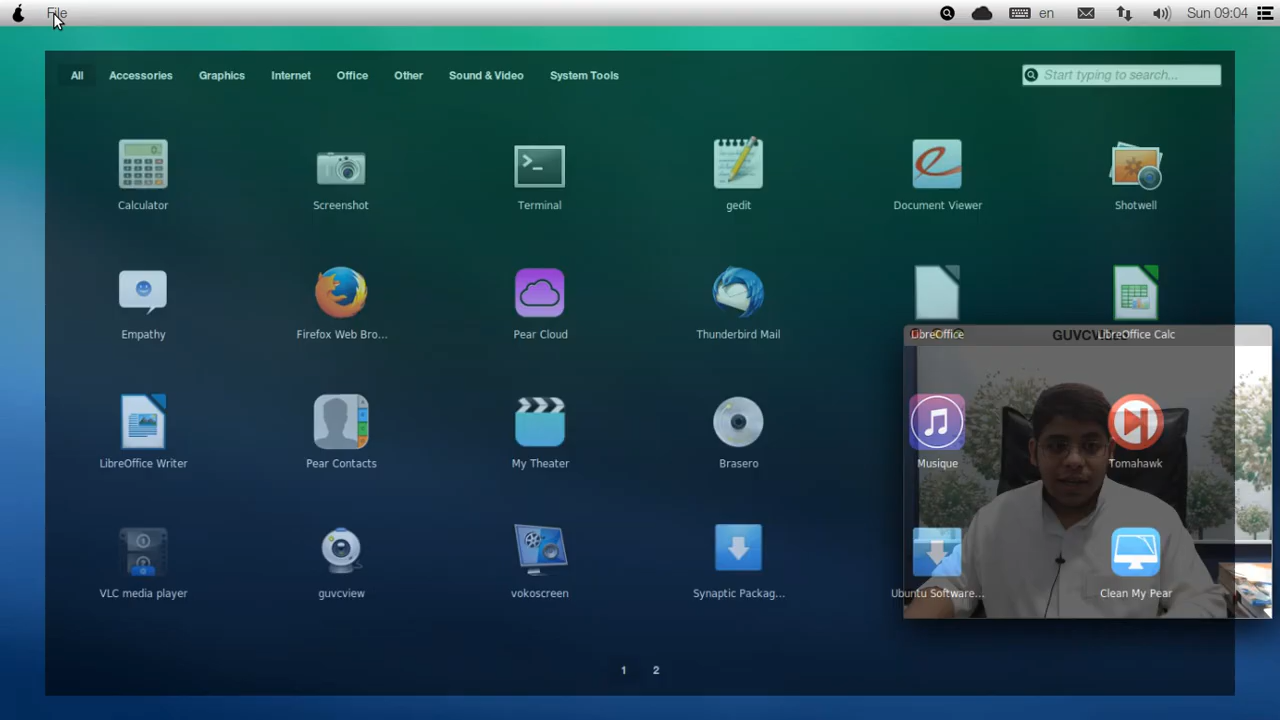 File
en
Sun 09:04
All Accessories Graphics Internet Office Other Sound & Video System Tools
Start typing to search...
Calculator Screenshot Terminal gedit Document Viewer Shotwell
Empathy Firefox Web Bro... Pear Cloud Thunderbird Mail LibreOffice LibreOffice Calc
LibreOffice Writer Pear Contacts My Theater Brasero Musique Tomahawk
VLC media player guvcview vokoscreen Synaptic Packag... Ubuntu Software... Clean My Pear
1 2